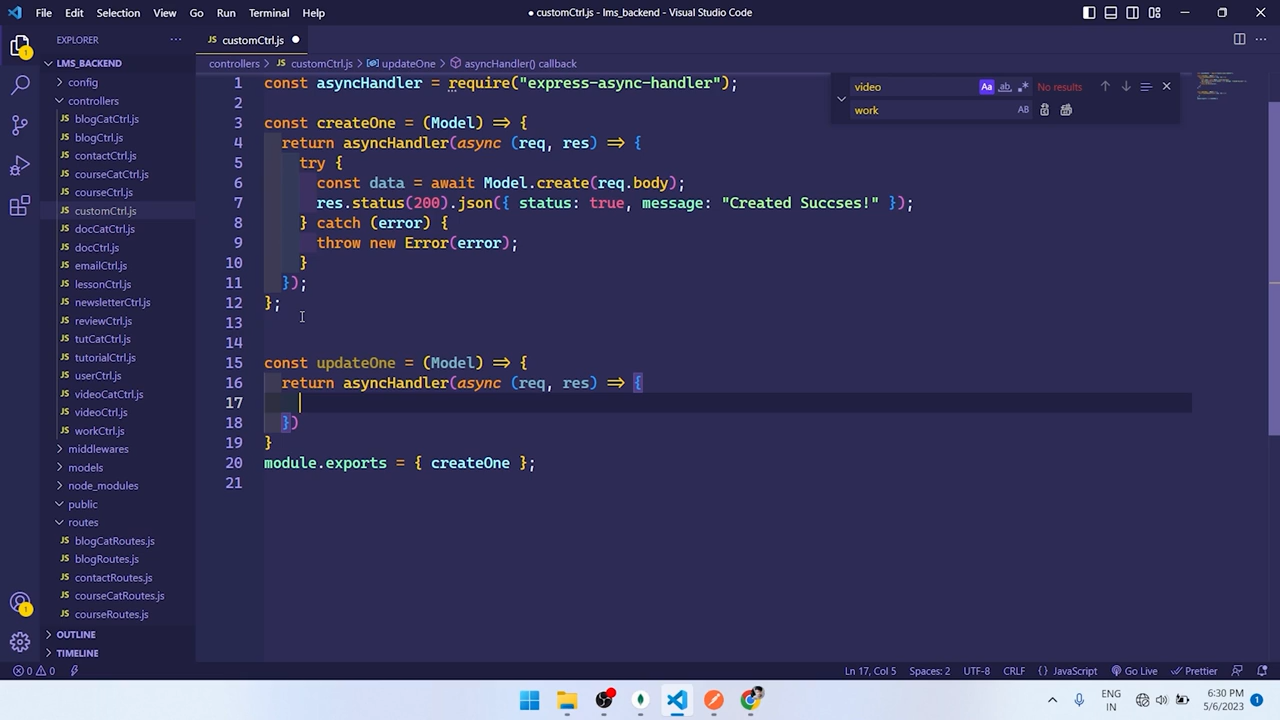 File Edit Selection View Go Run Terminal Help
● customCtrl.js - lms_backend - Visual Studio Code
EXPLORER
customCtrl.js
LMS_BACKEND
config
controllers
blogCatCtrl.js
blogCtrl.js
contactCtrl.js
courseCatCtrl.js
courseCtrl.js
customCtrl.js
docCatCtrl.js
docCtrl.js
emailCtrl.js
lessonCtrl.js
newsletterCtrl.js
reviewCtrl.js
tutCatCtrl.js
tutorialCtrl.js
userCtrl.js
videoCatCtrl.js
videoCtrl.js
workCtrl.js
middlewares
models
node_modules
public
routes
blogCatRoutes.js
blogRoutes.js
contactRoutes.js
courseCatRoutes.js
courseRoutes.js
OUTLINE
TIMELINE
controllers > JS customCtrl.js > updateOne > asyncHandler() callback
video
Aa
ab
No results
work
AB
1 const asyncHandler = require("express-async-handler");
2
3 const createOne = (Model) => {
4 return asyncHandler(async (req, res) => {
5 try {
6 const data = await Model.create(req.body);
7 res.status(200).json({ status: true, message: "Created Succses!" });
8 } catch (error) {
9 throw new Error(error);
10 }
11 });
12 };
13
14
15 const updateOne = (Model) => {
16 return asyncHandler(async (req, res) => {
17
18 })
19 }
20 module.exports = { createOne };
21
0 0
Ln 17, Col 5 Spaces: 2 UTF-8 CRLF {} JavaScript Go Live Prettier
ENG
IN
6:30 PM
5/6/2023
1